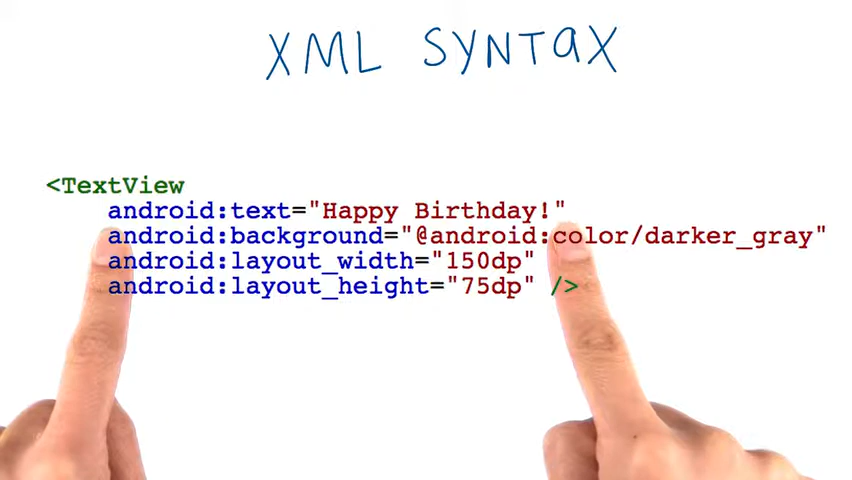 XML SYNTAX
<TextView
android:text="Happy Birthday!"
android:background="@android:color/darker_gray"
android:layout_width="150dp"
android:layout_height="75dp" />